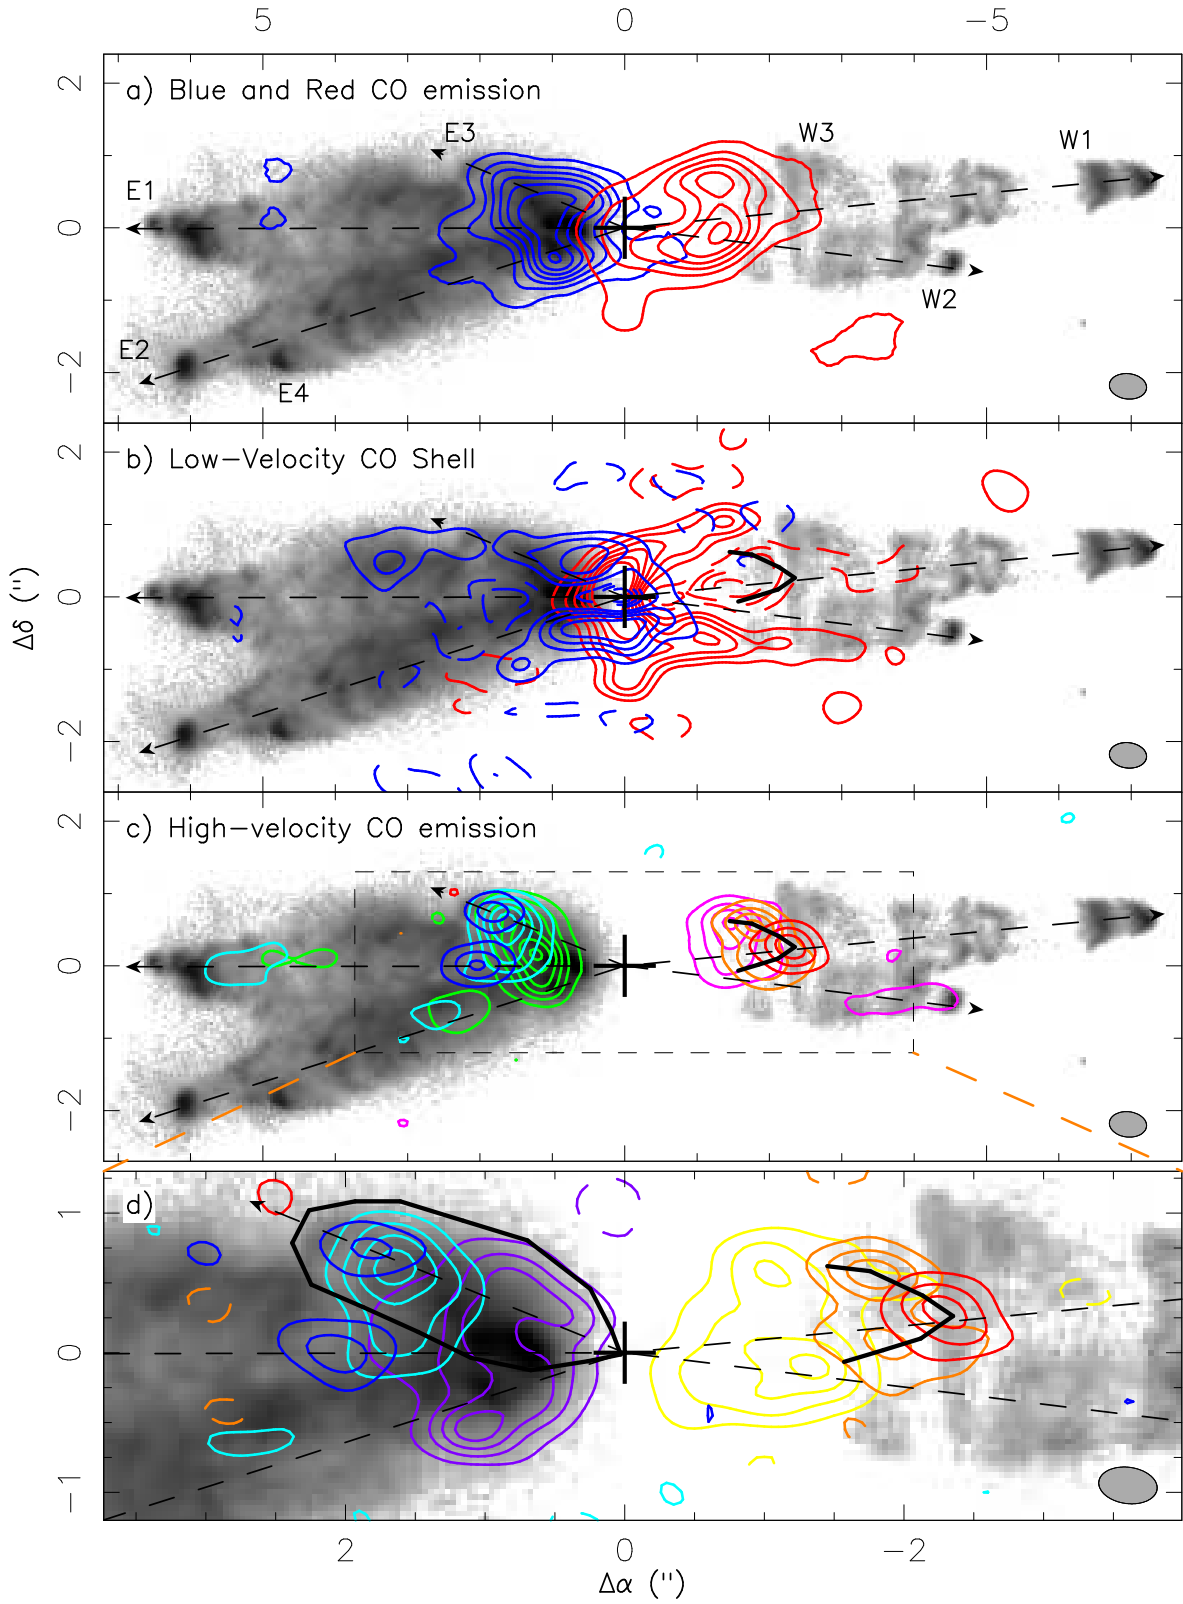 5 0 −5
2
a) Blue and Red CO emission
E3 W3 W1
E1
0
W2
E2
−2
E4
2
b) Low−Velocity CO Shell
0
Δδ ('')
−2
2
c) High−velocity CO emission
0
−2
d)
1
0
−1
2 0 −2
Δα ('')